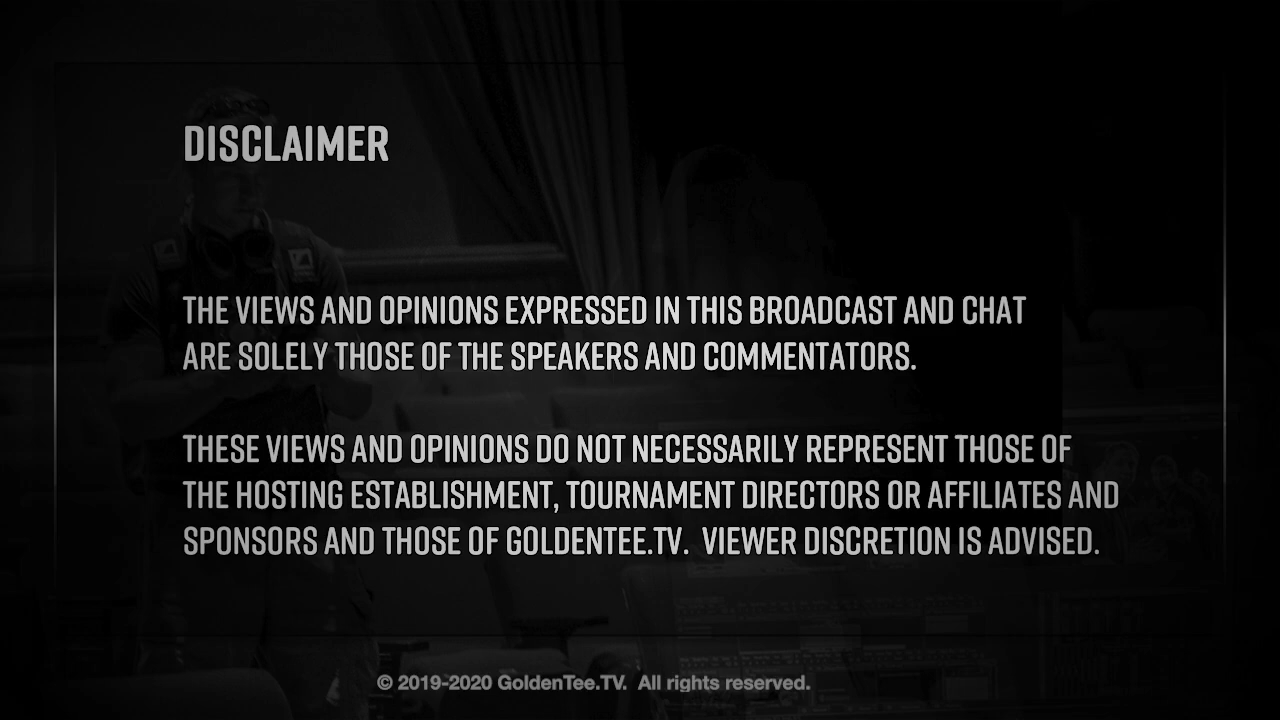 DISCLAIMER
THE VIEWS AND OPINIONS EXPRESSED IN THIS BROADCAST AND CHAT
ARE SOLELY THOSE OF THE SPEAKERS AND COMMENTATORS.
THESE VIEWS AND OPINIONS DO NOT NECESSARILY REPRESENT THOSE OF
THE HOSTING ESTABLISHMENT, TOURNAMENT DIRECTORS OR AFFILIATES AND
SPONSORS AND THOSE OF GOLDENTEE.TV.  VIEWER DISCRETION IS ADVISED.
© 2019-2020 GoldenTee.TV.  All rights reserved.